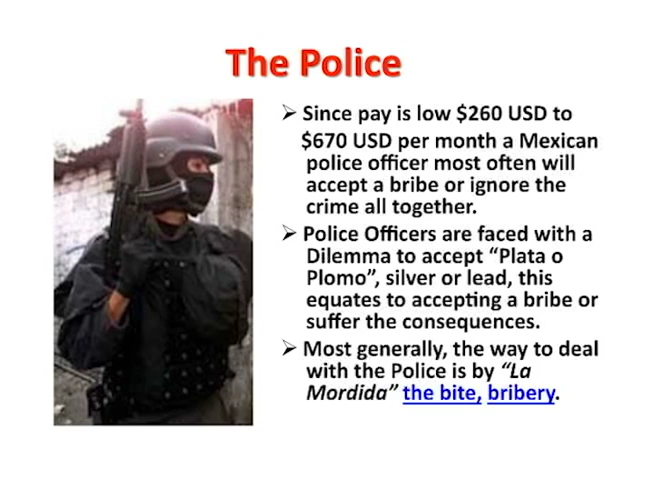 The Police
➢ Since pay is low $260 USD to
$670 USD per month a Mexican
police officer most often will
accept a bribe or ignore the
crime all together.
➢ Police Officers are faced with a
Dilemma to accept “Plata o
Plomo”, silver or lead, this
equates to accepting a bribe or
suffer the consequences.
➢ Most generally, the way to deal
with the Police is by “La
Mordida” the bite, bribery.